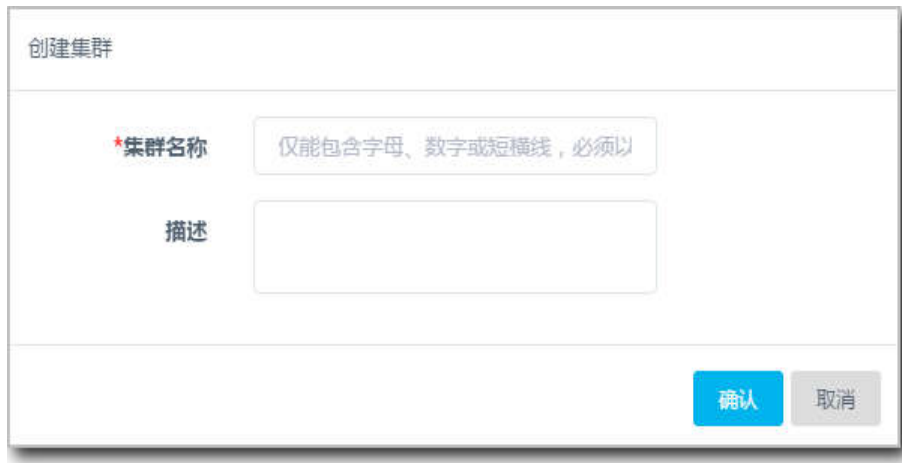 创建集群
*集群名称
仅能包含字母、数字或短横线，必须以
描述
确认
取消